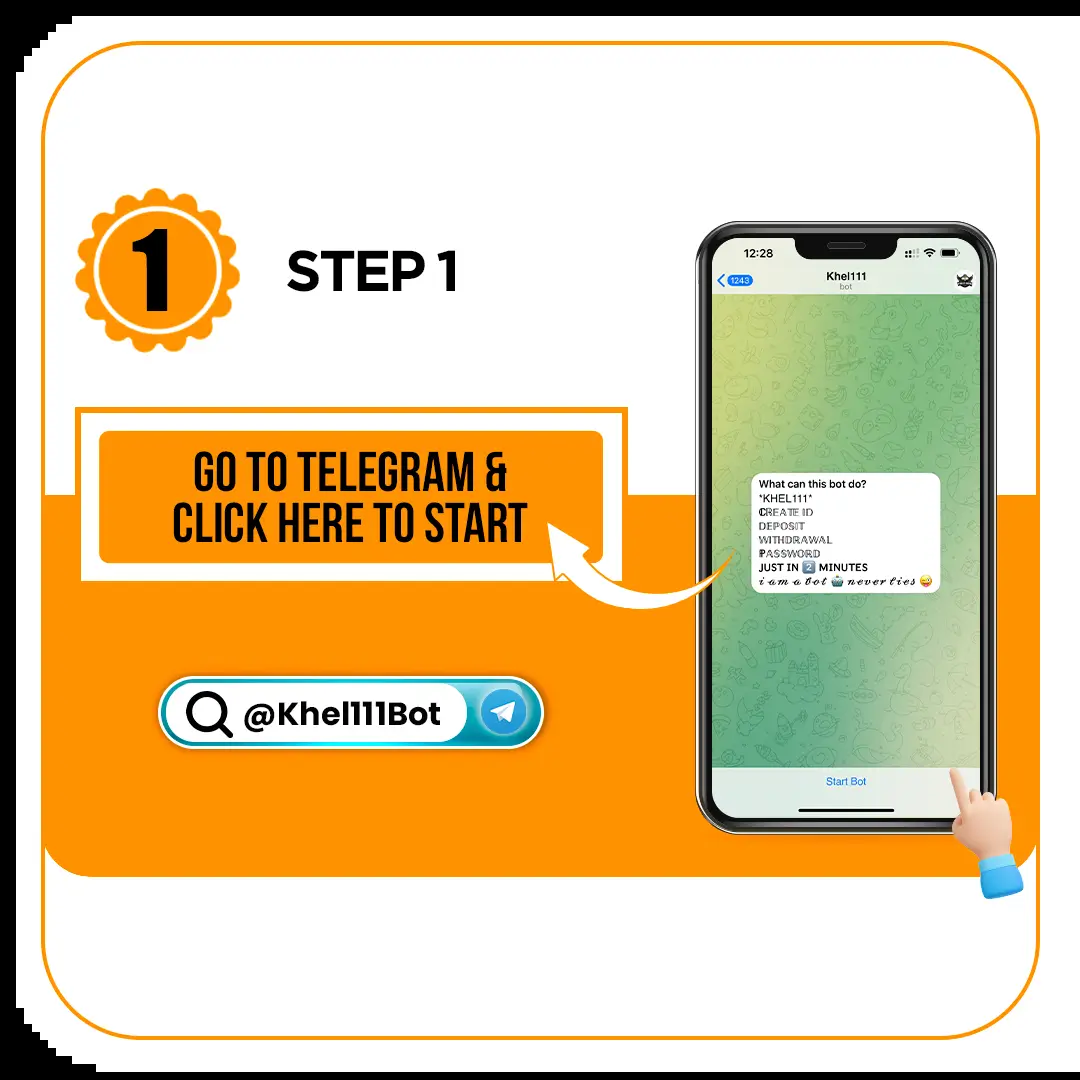 1
STEP 1
GO TO TELEGRAM &
CLICK HERE TO START
@Khel111Bot
12:28
1243
Khel111
bot
What can this bot do?
*KHEL111*
ℂREATE ID
DEPOSIT
WITHDRAWAL
ℙASSWORD
JUST IN 2️⃣ MINUTES
𝓲 𝓪𝓶 𝓪 𝓫𝓸𝓽 🤖 𝓷𝓮𝓿𝓮𝓻 𝓵𝓲𝓮𝓼 😜
Start Bot